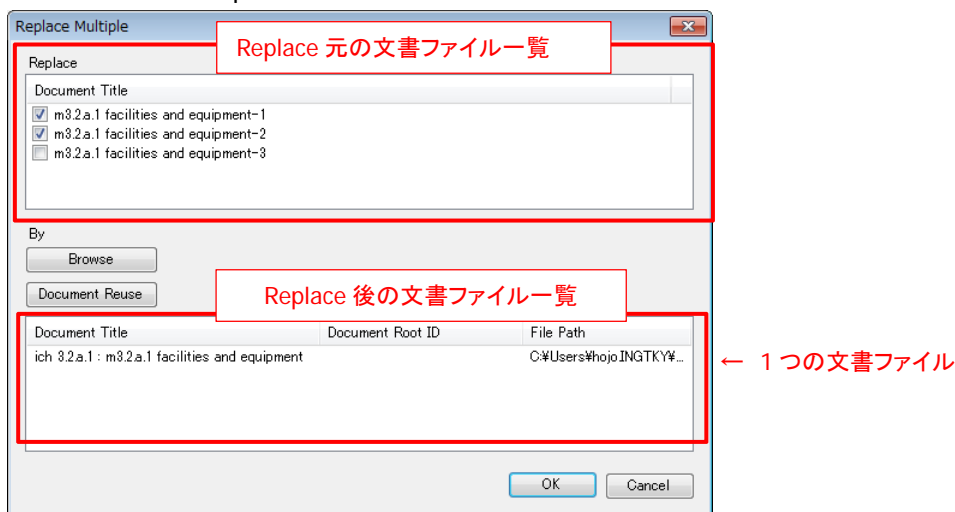 Replace Multiple
Replace 元の文書ファイル一覧
Replace
Document Title
m3.2.a.1 facilities and equipment-1
m3.2.a.1 facilities and equipment-2
m3.2.a.1 facilities and equipment-3
By
Browse
Document Reuse
Replace 後の文書ファイル一覧
Document Title Document Root ID File Path
ich 3.2.a.1 : m3.2.a.1 facilities and equipment C:¥Users¥hojo.INGTKY¥...
← 1つの文書ファイル
OK Cancel